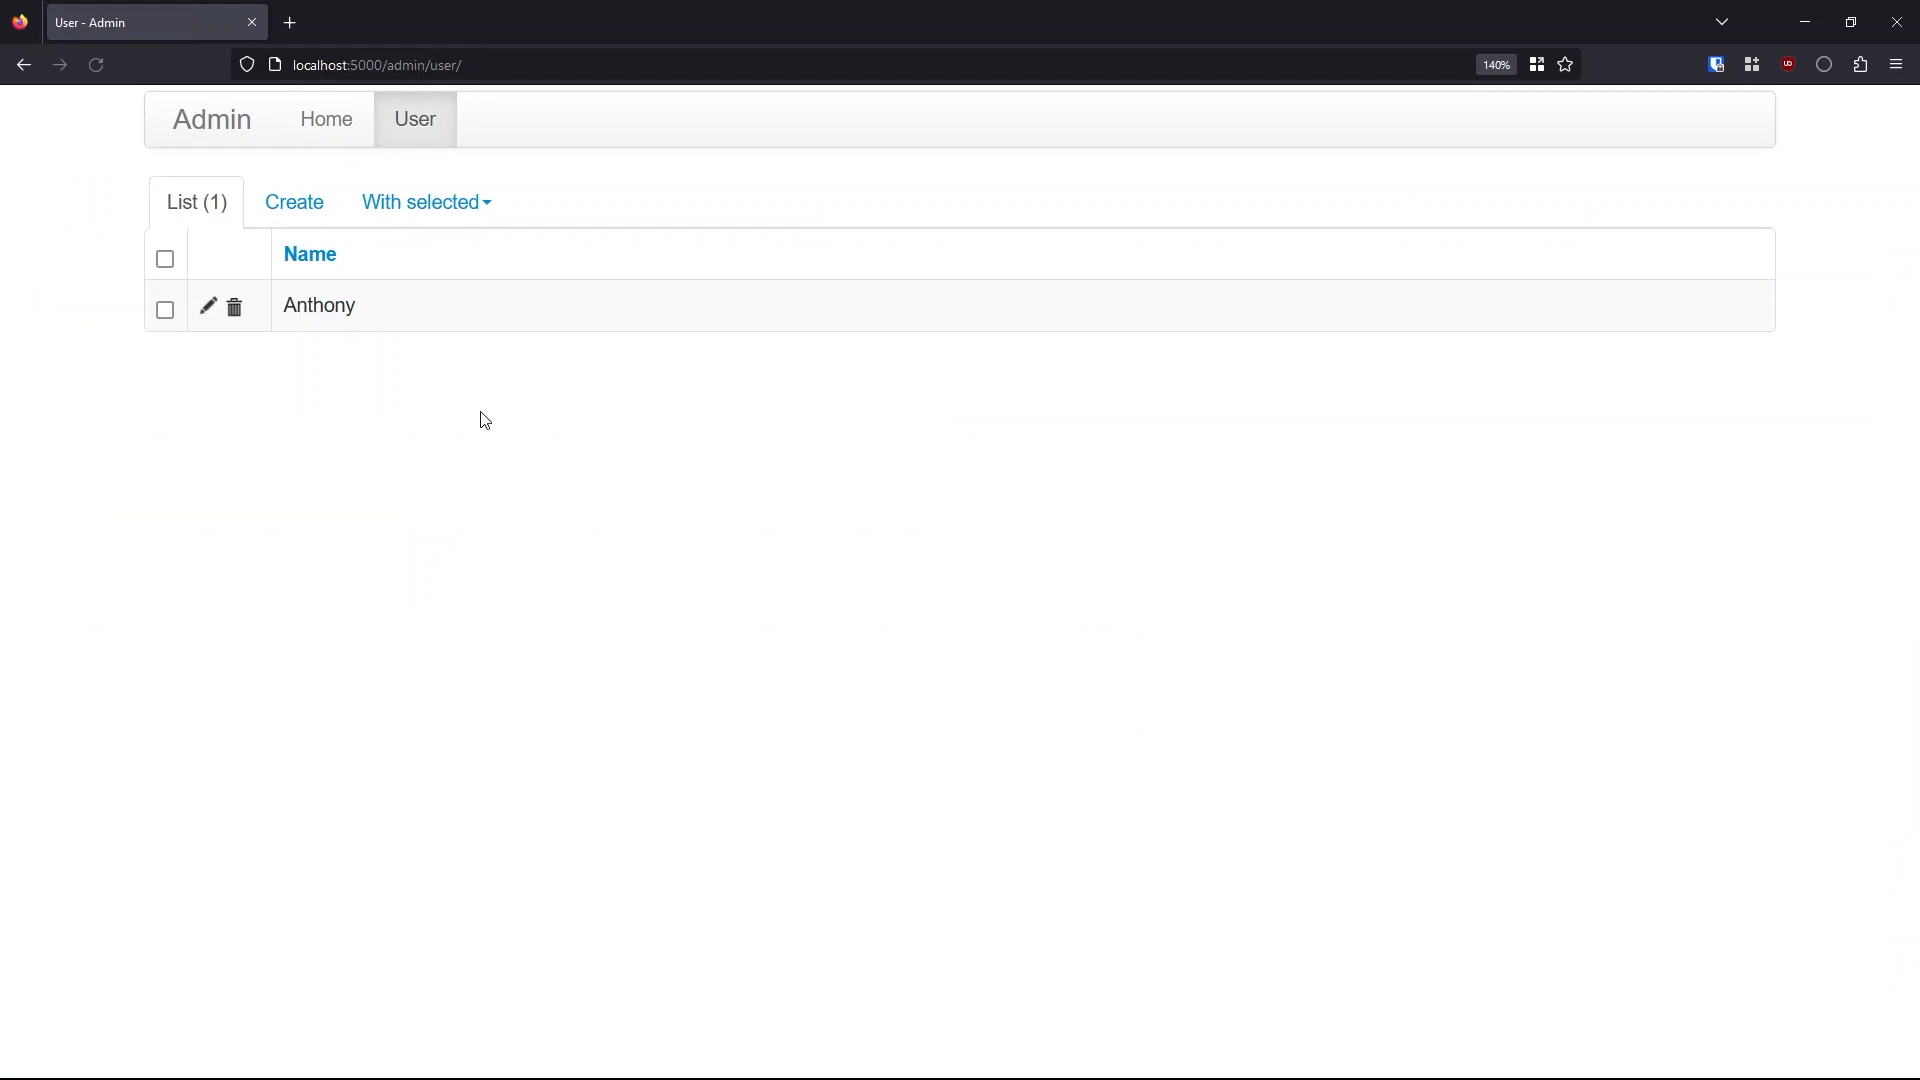 User - Admin
localhost:5000/admin/user/
140%
Admin Home User
List (1) Create With selected
Name
Anthony